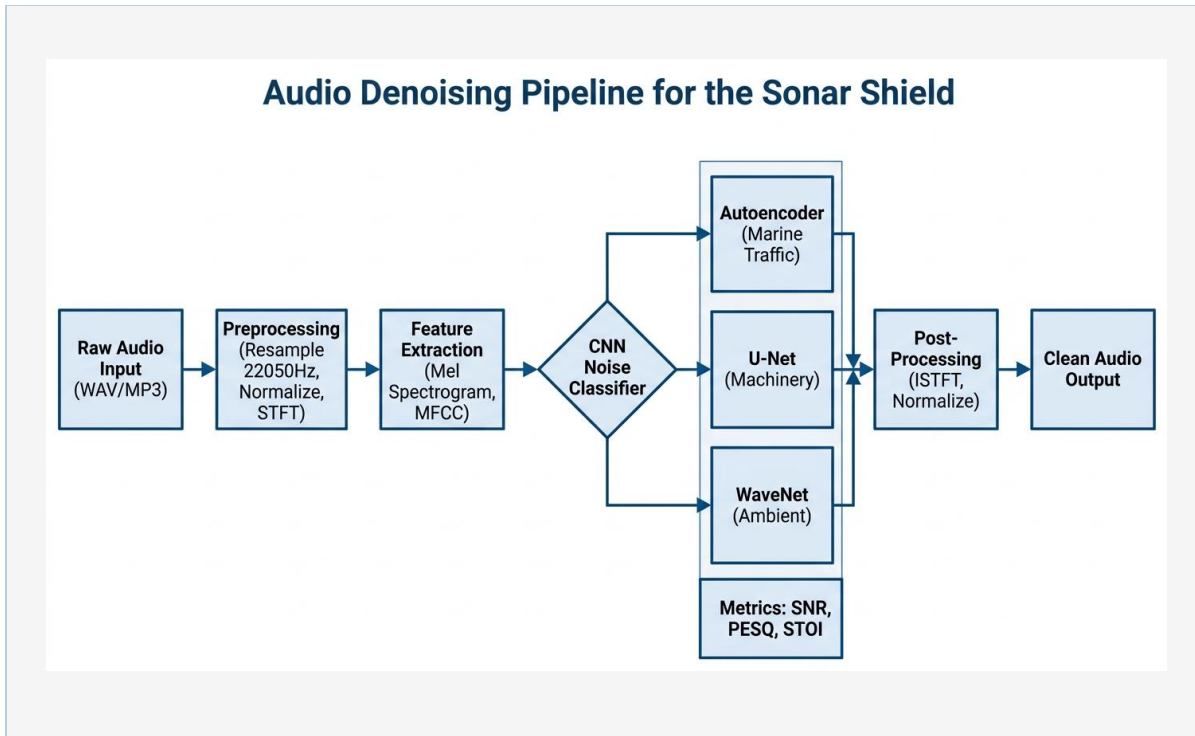 Audio Denoising Pipeline for the Sonar Shield
Raw Audio
Input
(WAV/MP3)
Preprocessing
(Resample
22050Hz,
Normalize,
STFT)
Feature
Extraction
(Mel
Spectrogram,
MFCC)
CNN
Noise
Classifier
Autoencoder
(Marine
Traffic)
U-Net
(Machinery)
WaveNet
(Ambient)
Metrics: SNR,
PESQ, STOI
Post-
Processing
(ISTFT,
Normalize)
Clean Audio
Output